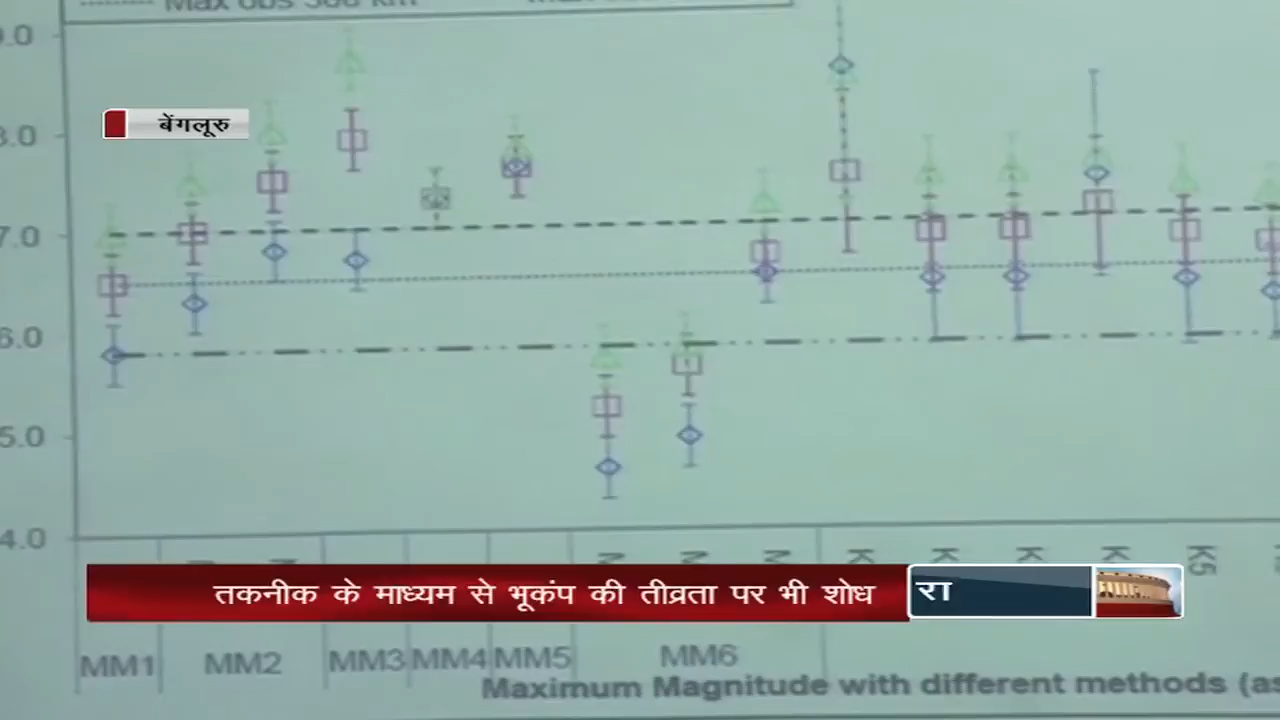 Max obs 300 km
9.0
बेंगलूरु
8.0
7.0
6.0
5.0
4.0
K5
तकनीक के माध्यम से भूकंप की तीव्रता पर भी शोध
रा
MM1 MM2 MM3 MM4 MM5 MM6
Maximum Magnitude with different methods (as